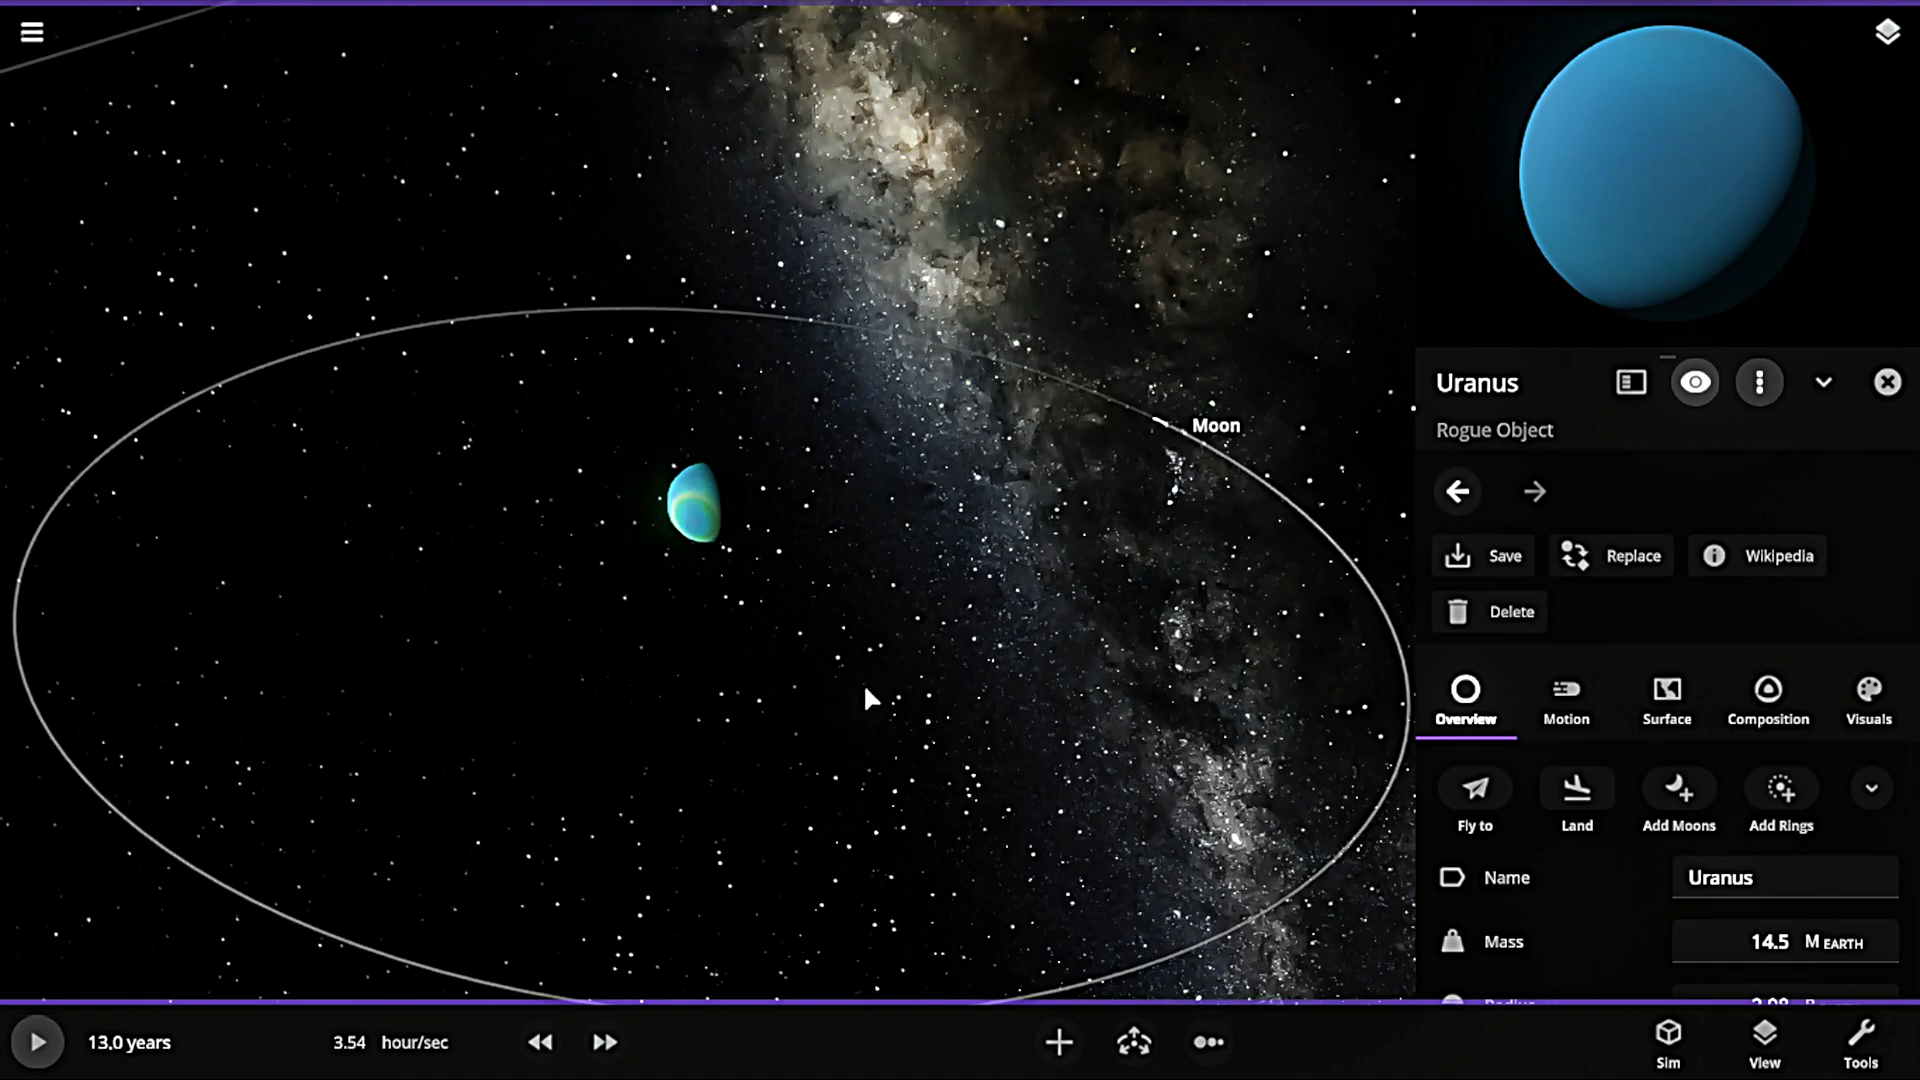 Moon
Uranus
Rogue Object
Save
Replace
Wikipedia
Delete
Overview
Motion
Surface
Composition
Visuals
Fly to
Land
Add Moons
Add Rings
Name
Uranus
Mass
14.5 M EARTH
13.0 years
3.54 hour/sec
Sim
View
Tools